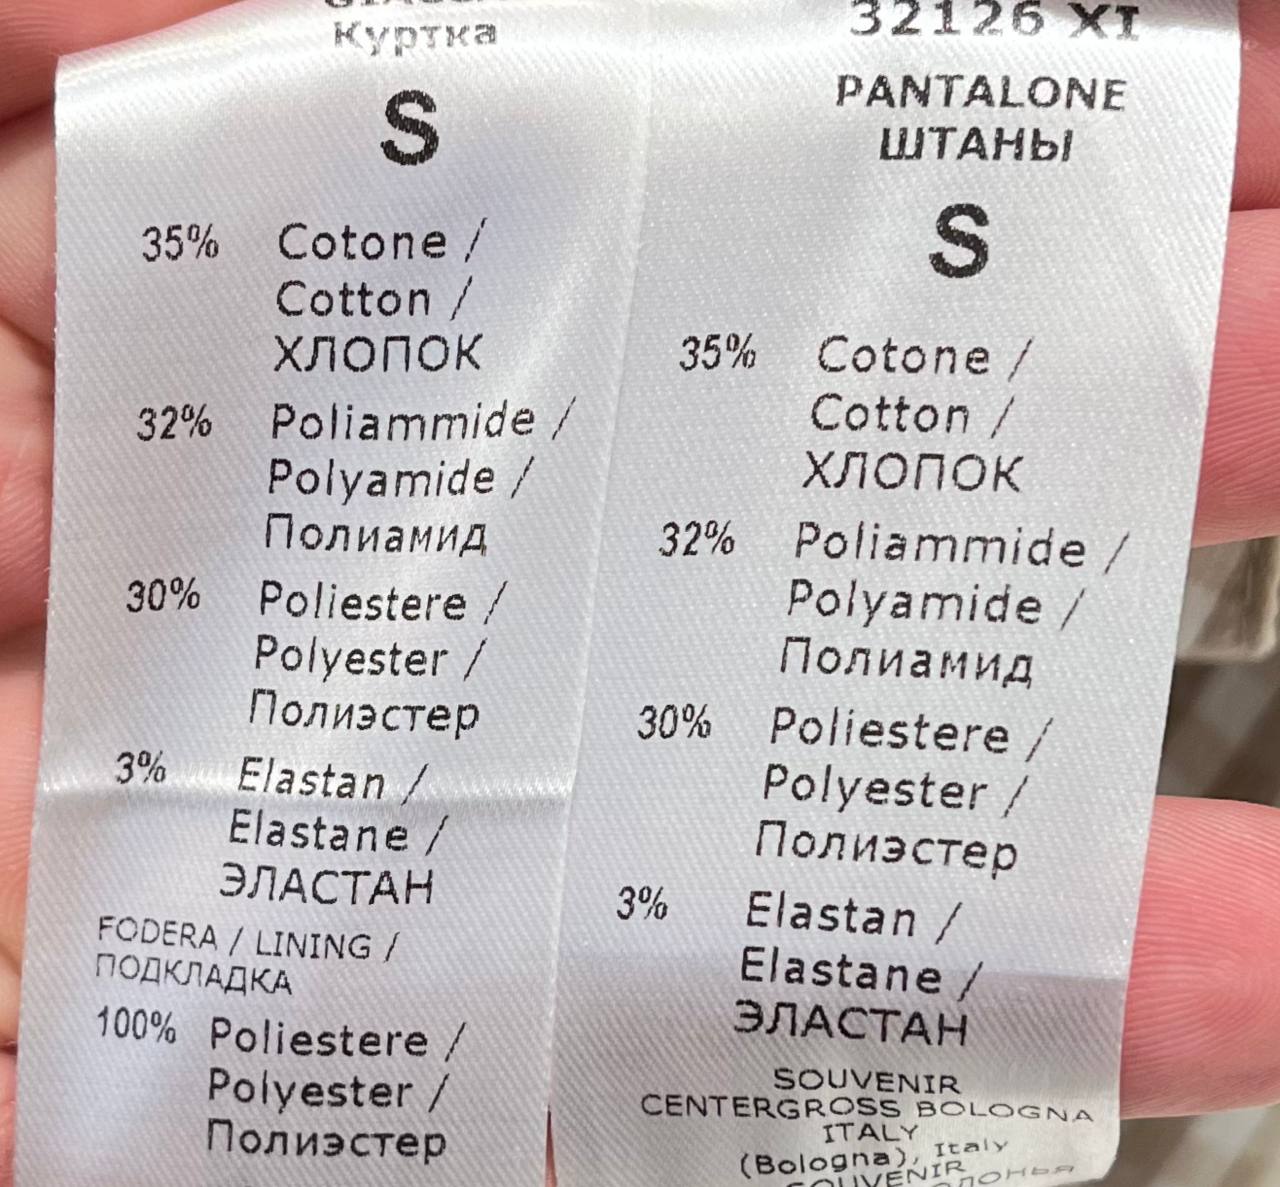 Куртка
S
35% Cotone /
Cotton /
ХЛОПОК
32% Poliammide /
Polyamide /
Полиамид
30% Poliestere /
Polyester /
Полиэстер
3% Elastan /
Elastane /
ЭЛАСТАН
FODERA / LINING /
ПОДКЛАДКА
100% Poliestere /
Polyester /
Полиэстер
32126 XI
PANTALONE
ШТАНЫ
S
35% Cotone /
Cotton /
ХЛОПОК
32% Poliammide /
Polyamide /
Полиамид
30% Poliestere /
Polyester /
Полиэстер
3% Elastan /
Elastane /
ЭЛАСТАН
SOUVENIR
CENTERGROSS BOLOGNA
ITALY
(Bologna), Italy
SOUVENIR